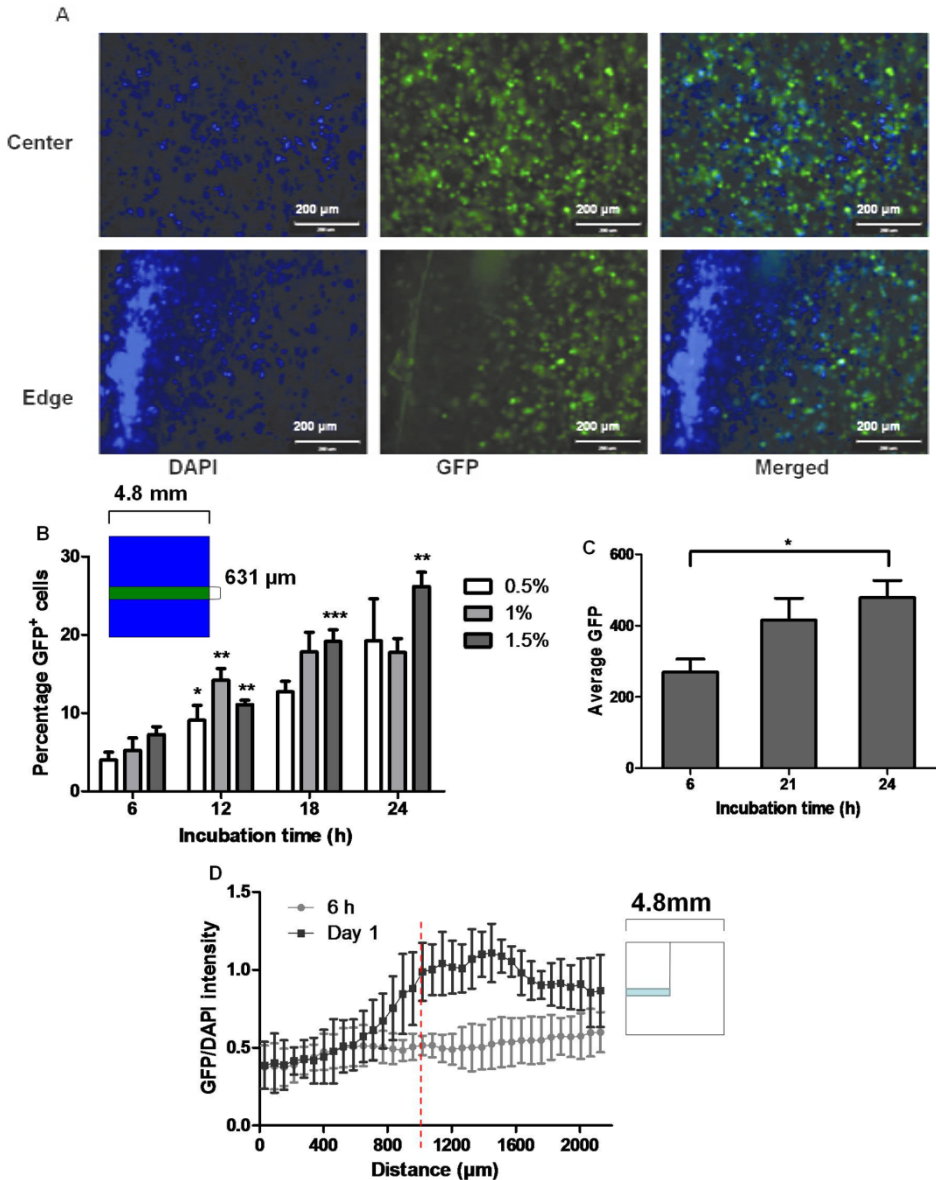 A
Center
200 µm
200 µm
200 µm
Edge
200 µm
200 µm
200 µm
DAPI GFP Merged
B
4.8 mm
631 µm
Percentage GFP+ cells
30
20
10
0
* ** **
***
**
0.5%
1%
1.5%
6 12 18 24
Incubation time (h)
C
Average GFP
600
400
200
0
*
6 21 24
Incubation time (h)
D
GFP/DAPI intensity
1.5
1.0
0.5
0.0
6 h
Day 1
0 400 800 1200 1600 2000
Distance (µm)
4.8mm